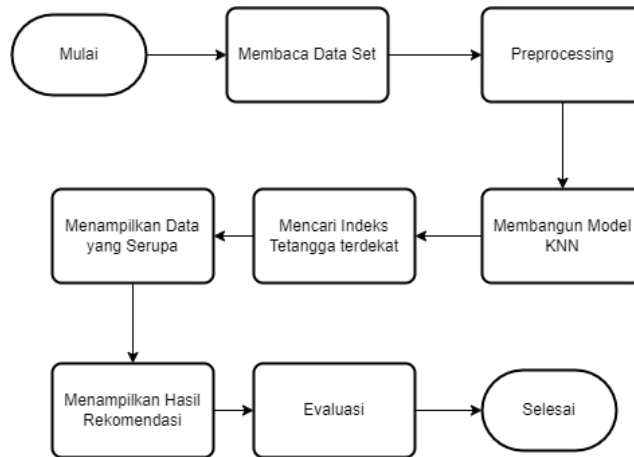 Mulai
Membaca Data Set
Preprocessing
Membangun Model
KNN
Mencari Indeks
Tetangga terdekat
Menampilkan Data
yang Serupa
Menampilkan Hasil
Rekomendasi
Evaluasi
Selesai